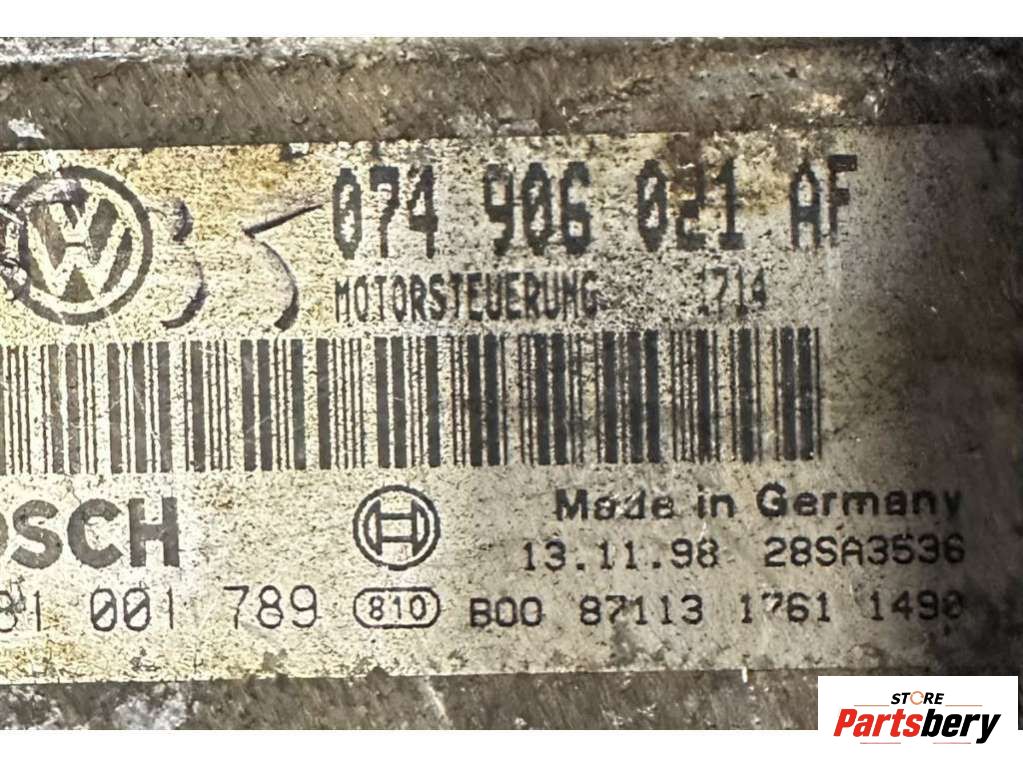 35 074 906 021 AF
MOTORSTEUERUNG 1714
OSCH
Made in Germany
13.11.98 28SA3536
81 001 789 810 B00 87113 1761 1490
STORE
Partsbery